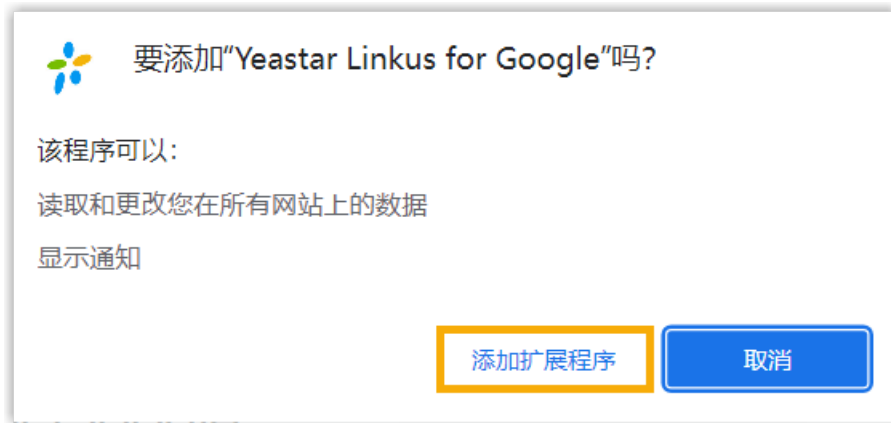 要添加“Yeastar Linkus for Google”吗?
该程序可以：
读取和更改您在所有网站上的数据
显示通知
添加扩展程序
取消